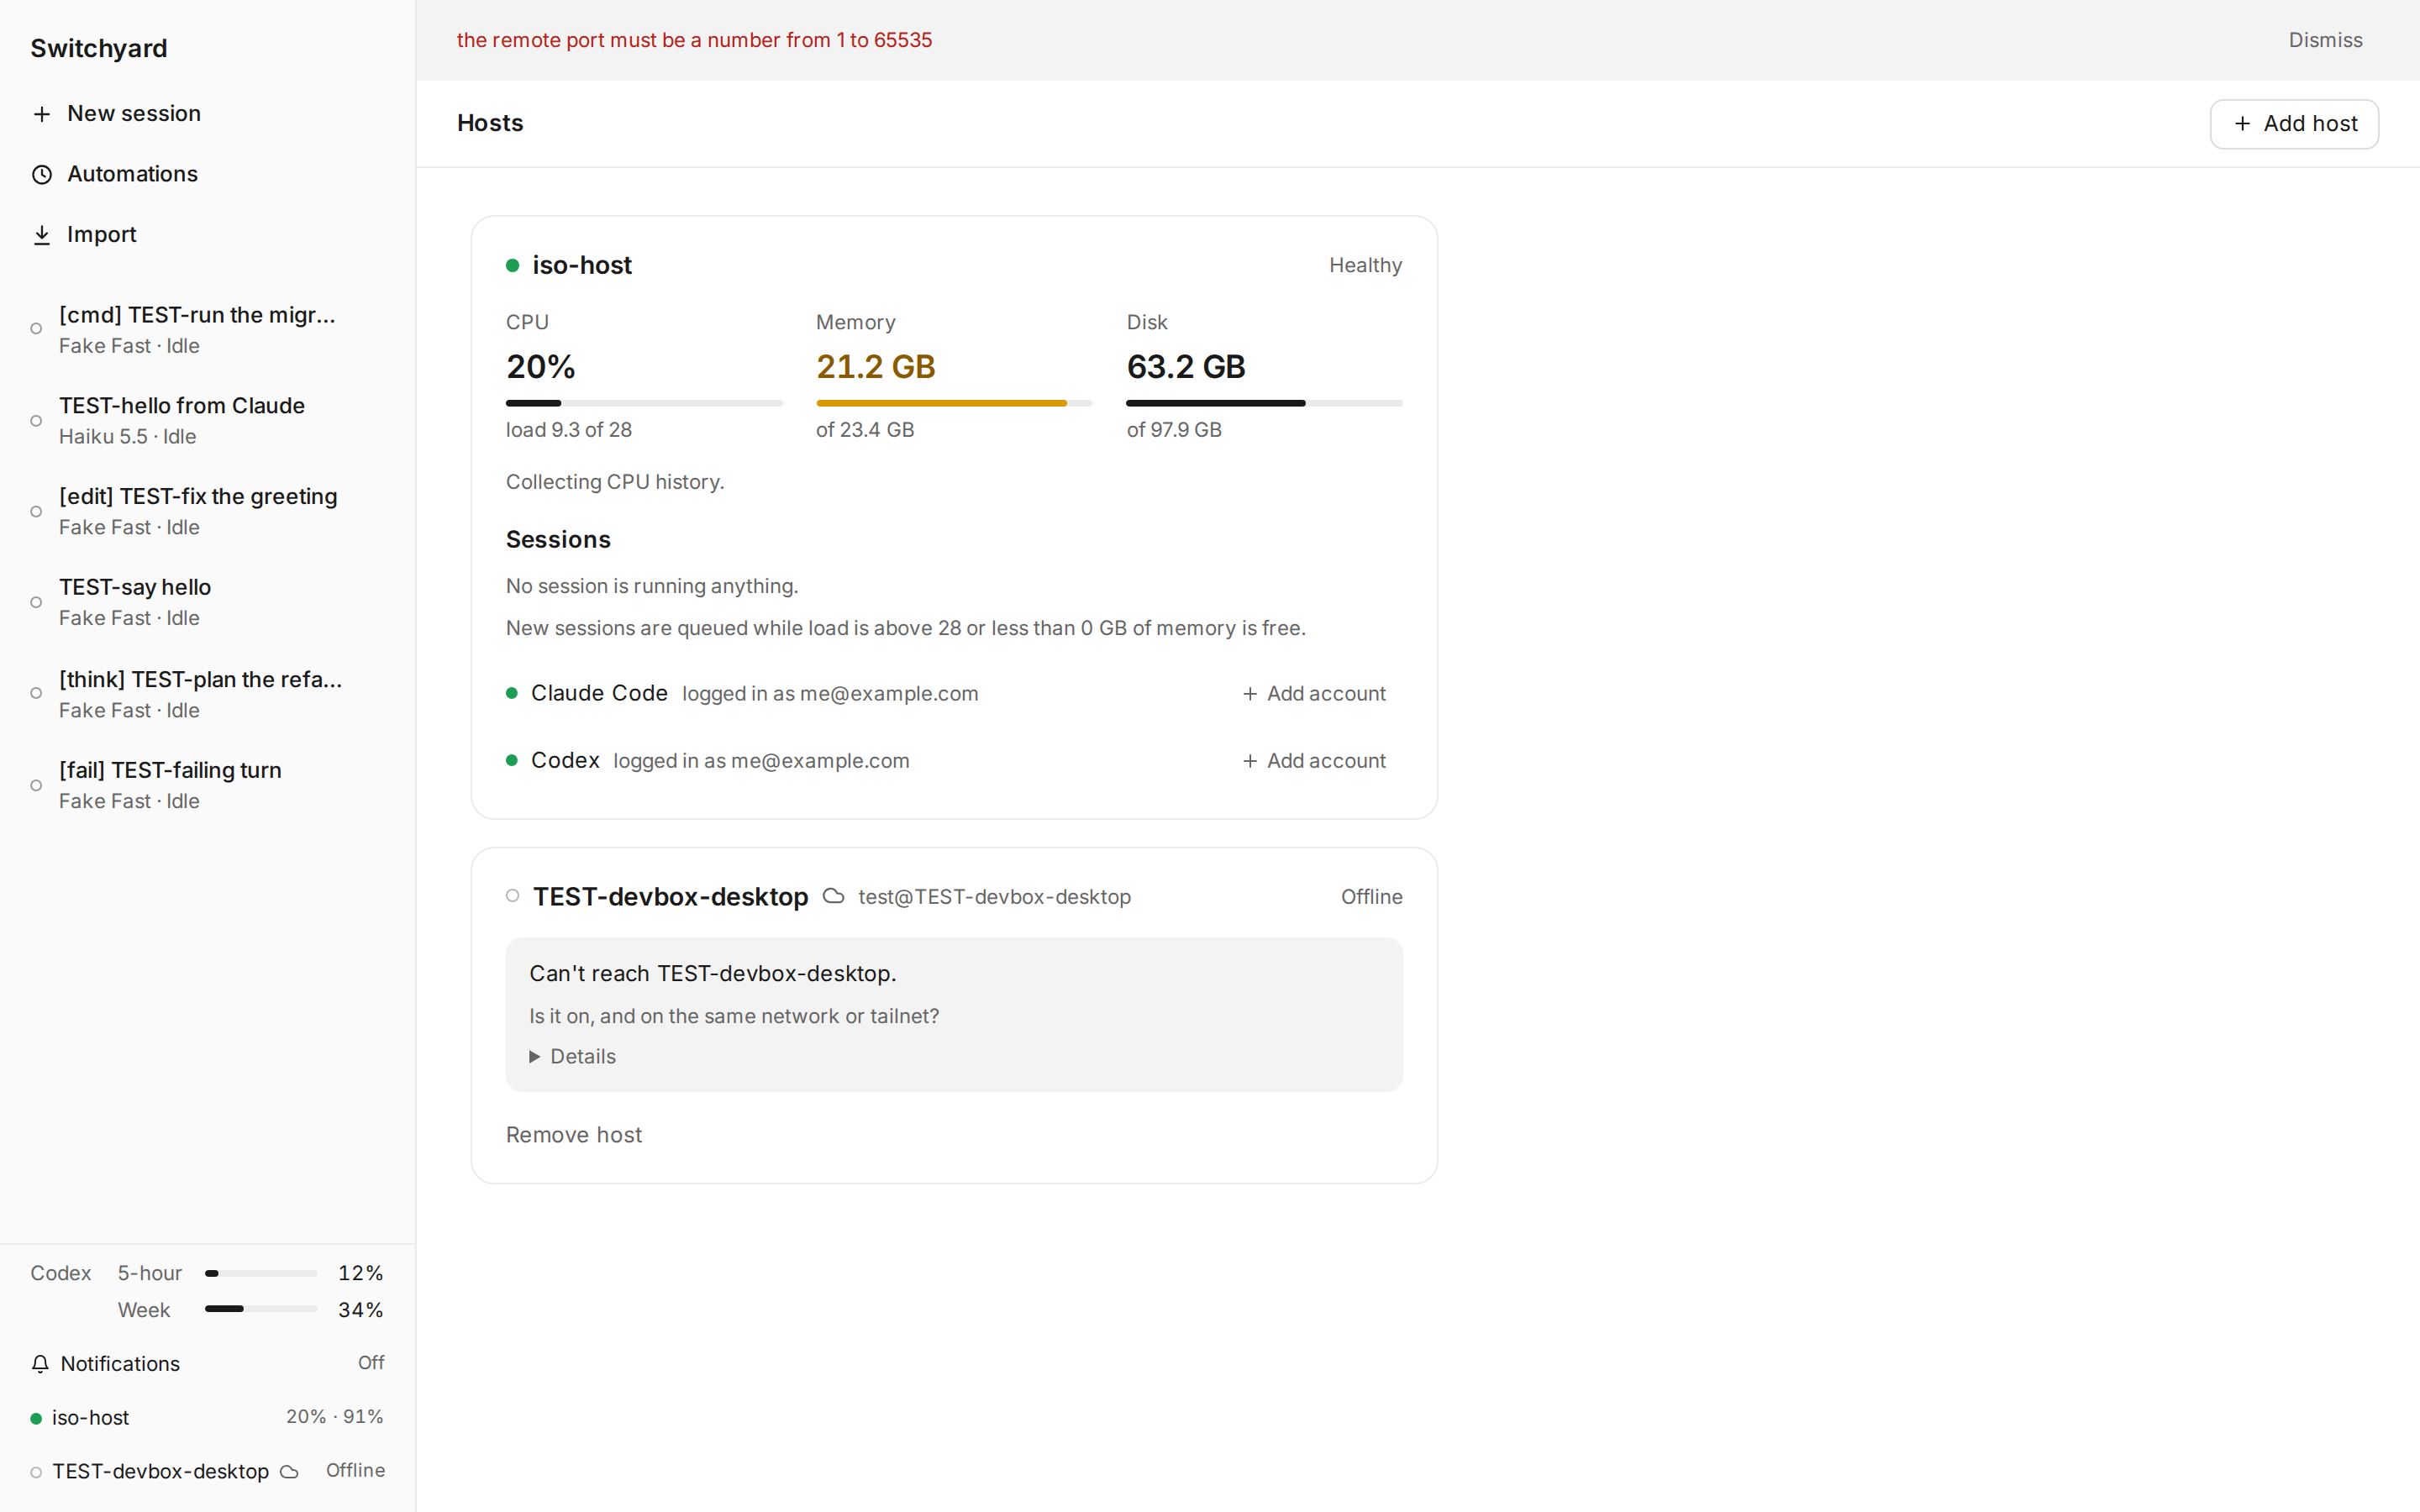 Switchyard
New session
Automations
Import
[cmd] TEST-run the migr...
Fake Fast · Idle
TEST-hello from Claude
Haiku 5.5 · Idle
[edit] TEST-fix the greeting
Fake Fast · Idle
TEST-say hello
Fake Fast · Idle
[think] TEST-plan the refa...
Fake Fast · Idle
[fail] TEST-failing turn
Fake Fast · Idle
Codex 5-hour 12%
Week 34%
Notifications Off
iso-host 20% · 91%
TEST-devbox-desktop Offline
the remote port must be a number from 1 to 65535 Dismiss
Hosts + Add host
iso-host Healthy
CPU Memory Disk
20% 21.2 GB 63.2 GB
load 9.3 of 28 of 23.4 GB of 97.9 GB
Collecting CPU history.
Sessions
No session is running anything.
New sessions are queued while load is above 28 or less than 0 GB of memory is free.
Claude Code logged in as me@example.com + Add account
Codex logged in as me@example.com + Add account
TEST-devbox-desktop test@TEST-devbox-desktop Offline
Can't reach TEST-devbox-desktop.
Is it on, and on the same network or tailnet?
Details
Remove host